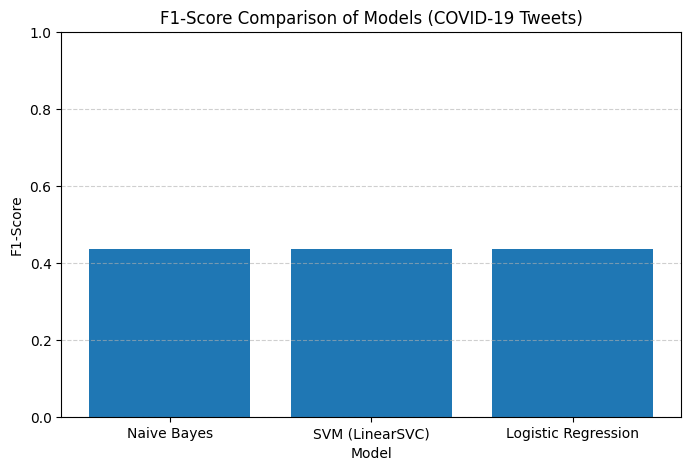 F1-Score Comparison of Models (COVID-19 Tweets)
F1-Score
1.0
0.8
0.6
0.4
0.2
0.0
Naive Bayes
SVM (LinearSVC)
Logistic Regression
Model